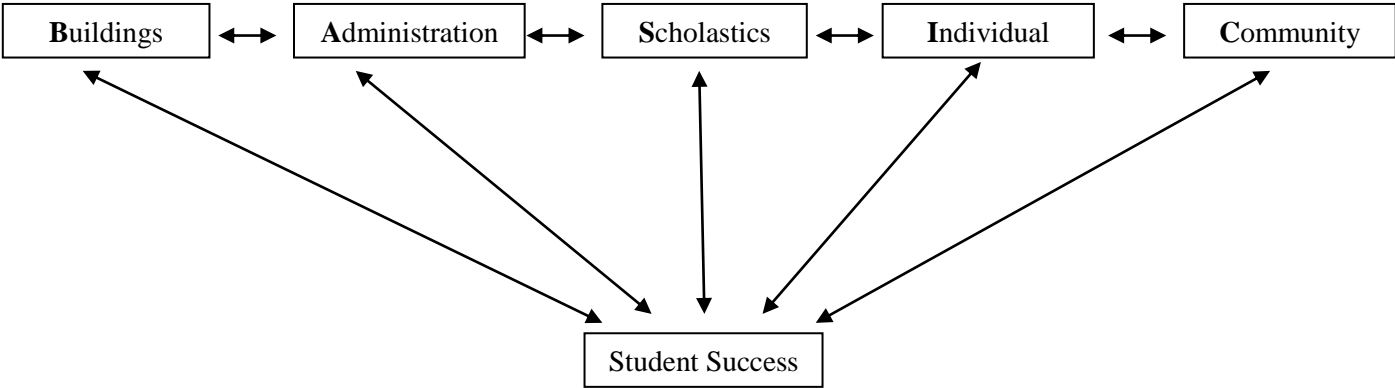 Buildings
Administration
Scholastics
Individual
Community
Student Success